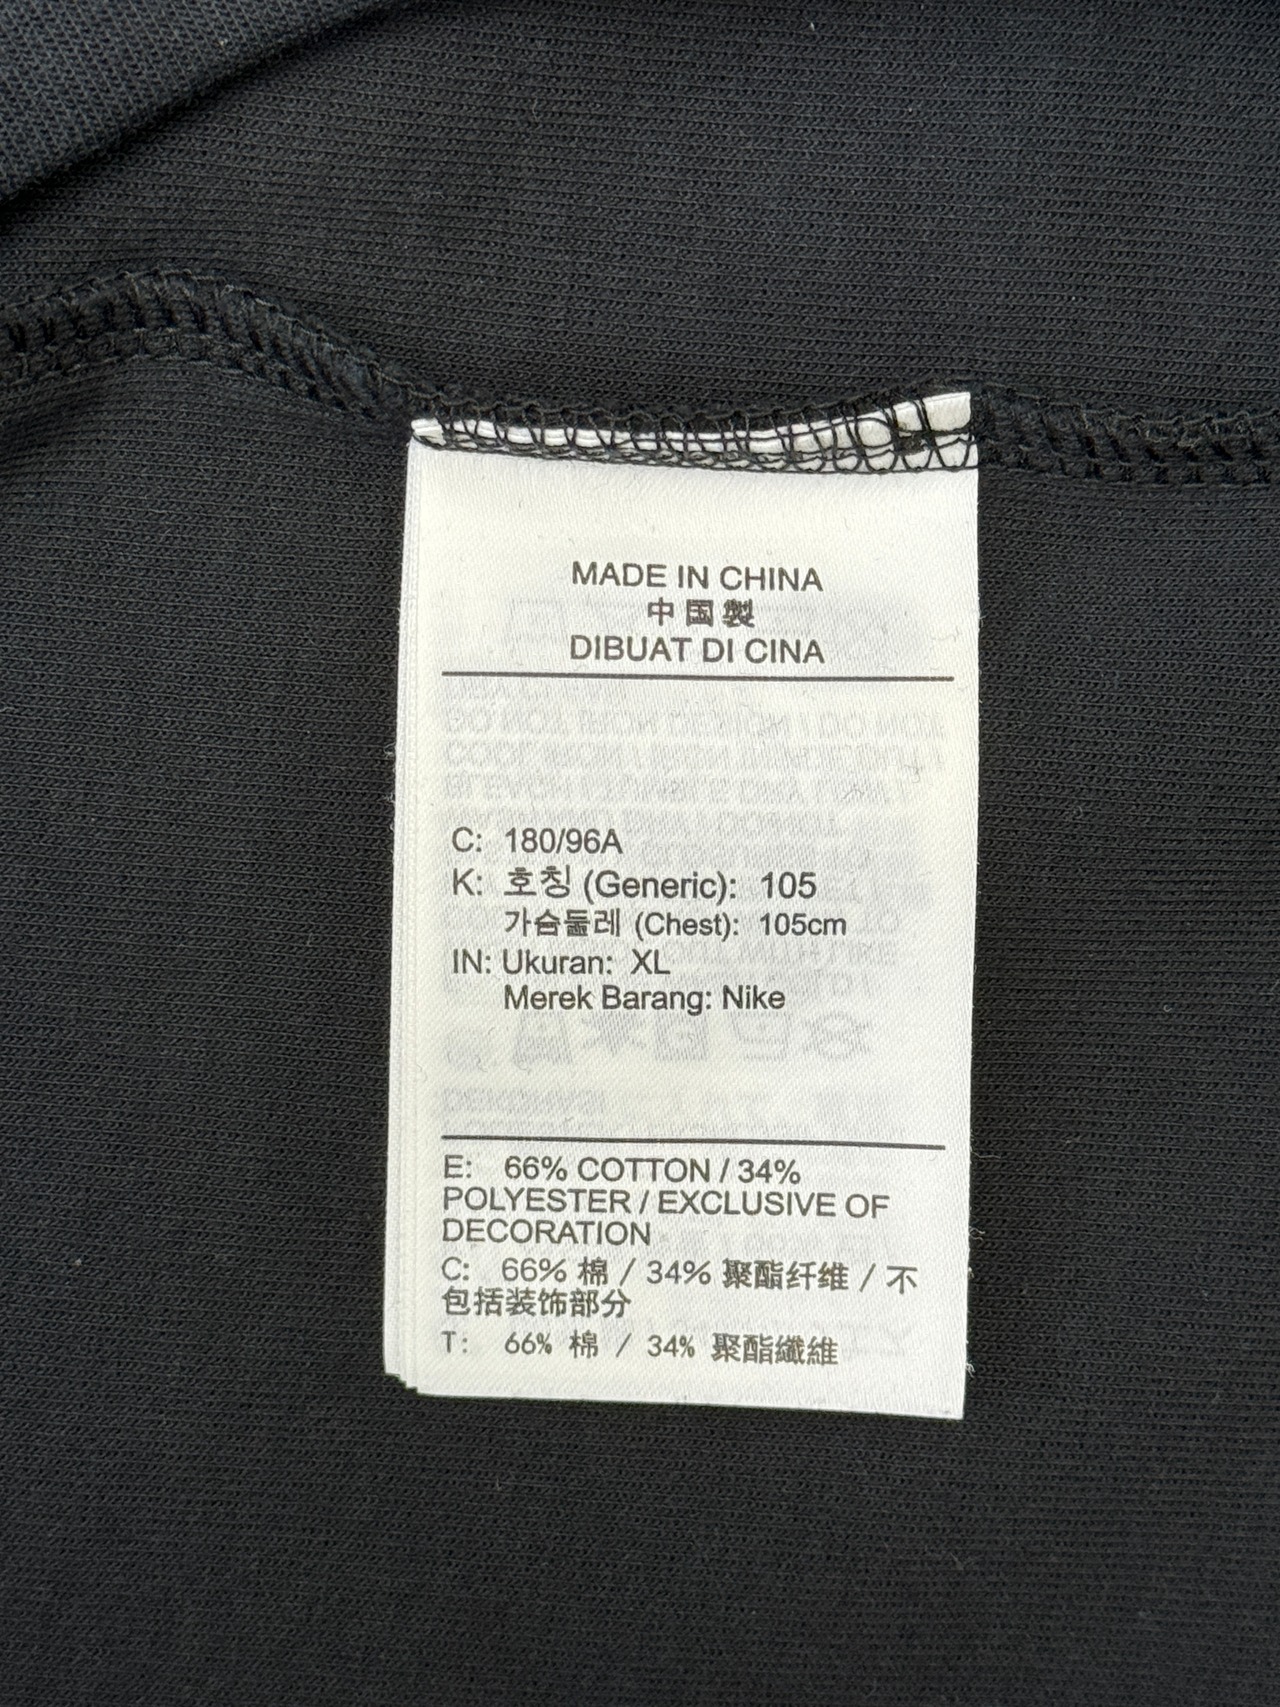 MADE IN CHINA
中国製
DIBUAT DI CINA
C: 180/96A
K: 호칭 (Generic): 105
가슴둘레 (Chest): 105cm
IN: Ukuran: XL
Merek Barang: Nike
E: 66% COTTON / 34%
POLYESTER / EXCLUSIVE OF
DECORATION
C: 66% 棉 / 34% 聚酯纤维 / 不
包括装饰部分
T: 66% 棉 / 34% 聚酯纖維